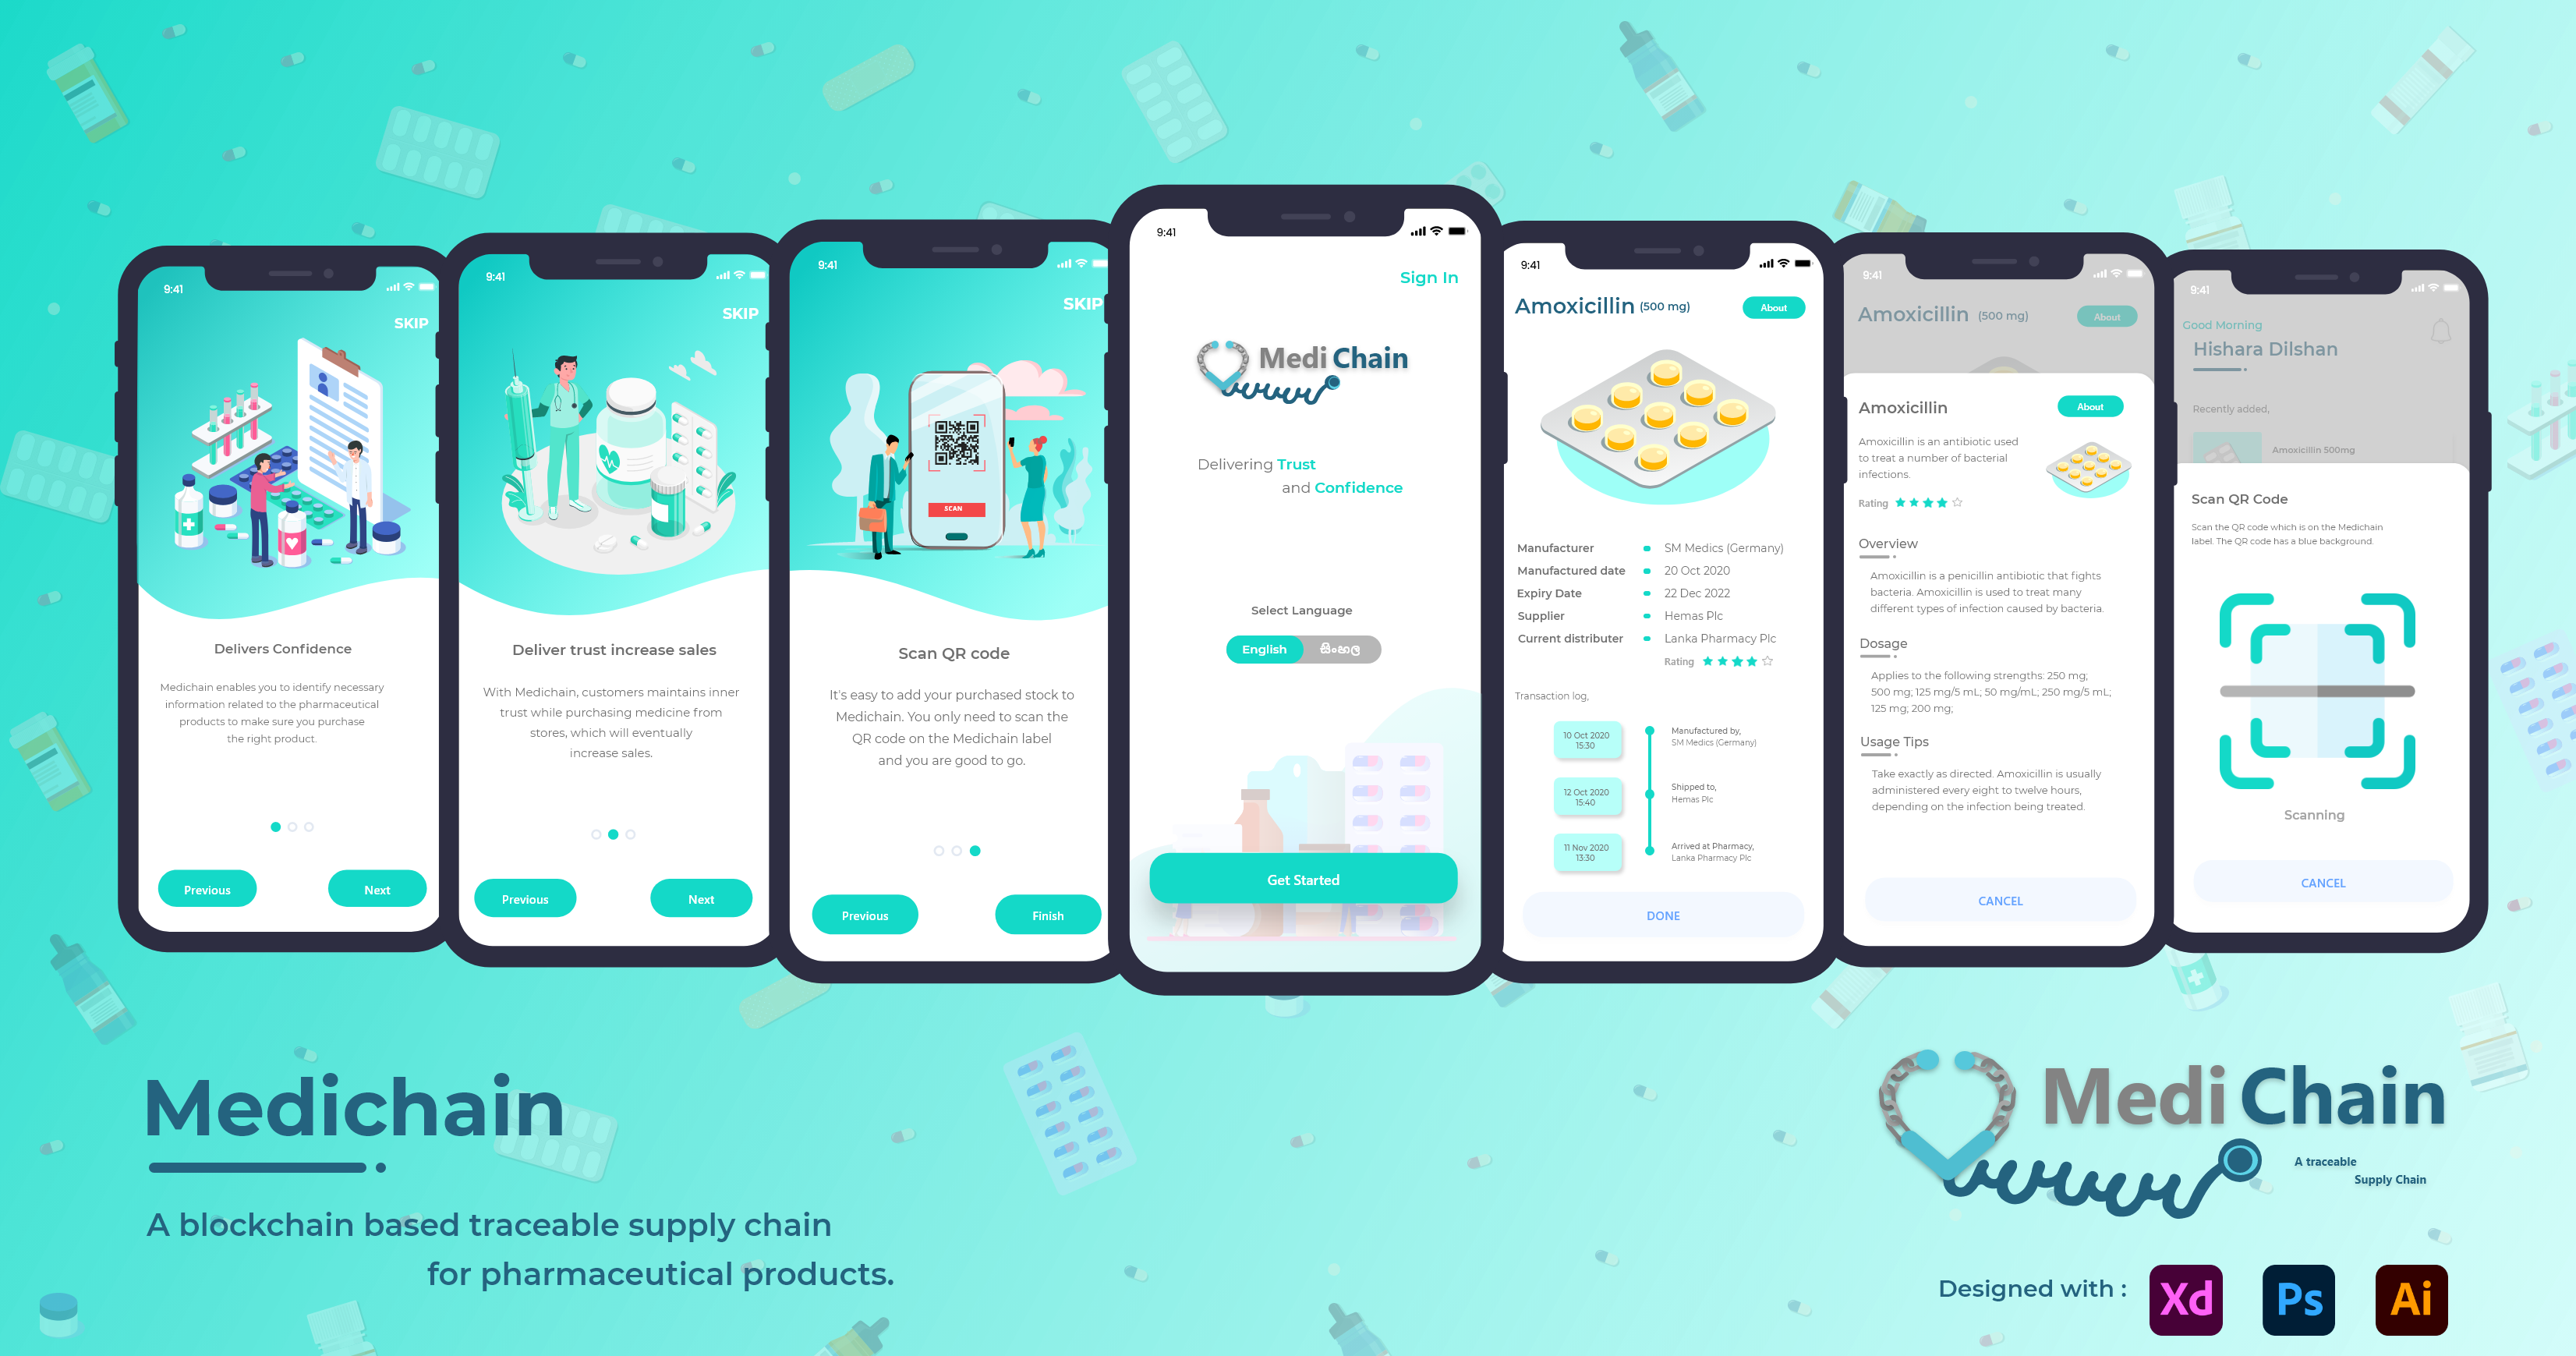 9:41
SKIP
Delivers Confidence
Medichain enables you to identify necessary
information related to the pharmaceutical
products to make sure you purchase
the right product.
Previous
Next
9:41
SKIP
Deliver trust increase sales
With Medichain, customers maintains inner
trust while purchasing medicine from
stores, which will eventually
increase sales.
Previous
Next
9:41
SKIP
SCAN
Scan QR code
It's easy to add your purchased stock to
Medichain. You only need to scan the
QR code on the Medichain label
and you are good to go.
Previous
Finish
9:41
Sign In
Medi Chain
Delivering Trust
and Confidence
Select Language
English
සිංහල
Get Started
9:41
Amoxicillin (500 mg)
About
Manufacturer SM Medics (Germany)
Manufactured date 20 Oct 2020
Expiry Date 22 Dec 2022
Supplier Hemas Plc
Current distributer Lanka Pharmacy Plc
Rating
Transaction log,
10 Oct 2020
15:30
Manufactured by,
SM Medics (Germany)
12 Oct 2020
15:40
Shipped to,
Hemas Plc
11 Nov 2020
13:30
Arrived at Pharmacy,
Lanka Pharmacy Plc
DONE
9:41
Amoxicillin (500 mg)
About
Amoxicillin
About
Amoxicillin is an antibiotic used
to treat a number of bacterial
infections.
Rating
Overview
Amoxicillin is a penicillin antibiotic that fights
bacteria. Amoxicillin is used to treat many
different types of infection caused by bacteria.
Dosage
Applies to the following strengths: 250 mg;
500 mg; 125 mg/5 mL; 50 mg/mL; 250 mg/5 mL;
125 mg; 200 mg;
Usage Tips
Take exactly as directed. Amoxicillin is usually
administered every eight to twelve hours,
depending on the infection being treated.
CANCEL
9:41
Good Morning
Hishara Dilshan
Recently added,
Amoxicillin 500mg
Scan QR Code
Scan the QR code which is on the Medichain
label. The QR code has a blue background.
Scanning
CANCEL
Medichain
A blockchain based traceable supply chain
for pharmaceutical products.
Medi Chain
A traceable
Supply Chain
Designed with :
Xd
Ps
Ai